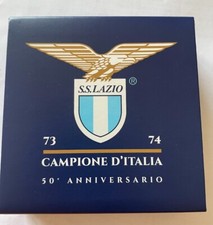 S.S.LAZIO
®
73 74
CAMPIONE D'ITALIA
50° ANNIVERSARIO